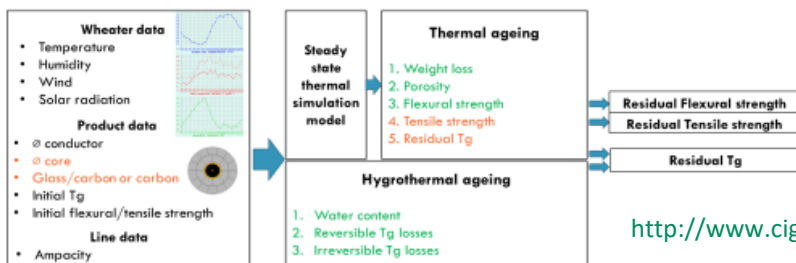 Wheater data
• Temperature
• Humidity
• Wind
• Solar radiation
Product data
• ∅ conductor
• ∅ core
• Glass/carbon or carbon
• Initial Tg
• Initial flexural/tensile strength
Line data
• Ampacity
Steady
state
thermal
simulation
model
Thermal ageing
1. Weight loss
2. Porosity
3. Flexural strength
4. Tensile strength
5. Residual Tg
Hygrothermal ageing
1. Water content
2. Reversible Tg losses
3. Irreversible Tg losses
Residual Flexural strength
Residual Tensile strength
Residual Tg
http://www.cig